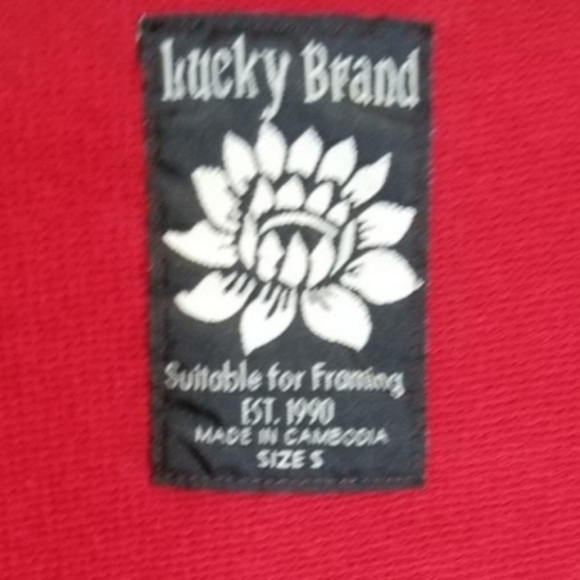 Lucky Brand
Suitable for Framing
EST. 1990
MADE IN CAMBODIA
SIZE S